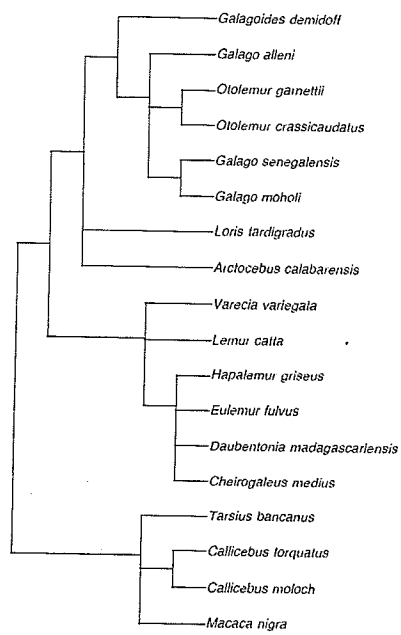 Galagoides demidoff
Galago alleni
Otolemur garnettii
Otolemur crassicaudatus
Galago senegalensis
Galago moholi
Loris tardigradus
Arctocebus calabarensis
Varecia variegata
Lemur catta
Hapalemur griseus
Eulemur fulvus
Daubentonia madagascariensis
Cheirogaleus medius
Tarsius bancanus
Callicebus torquatus
Callicebus moloch
Macaca nigra